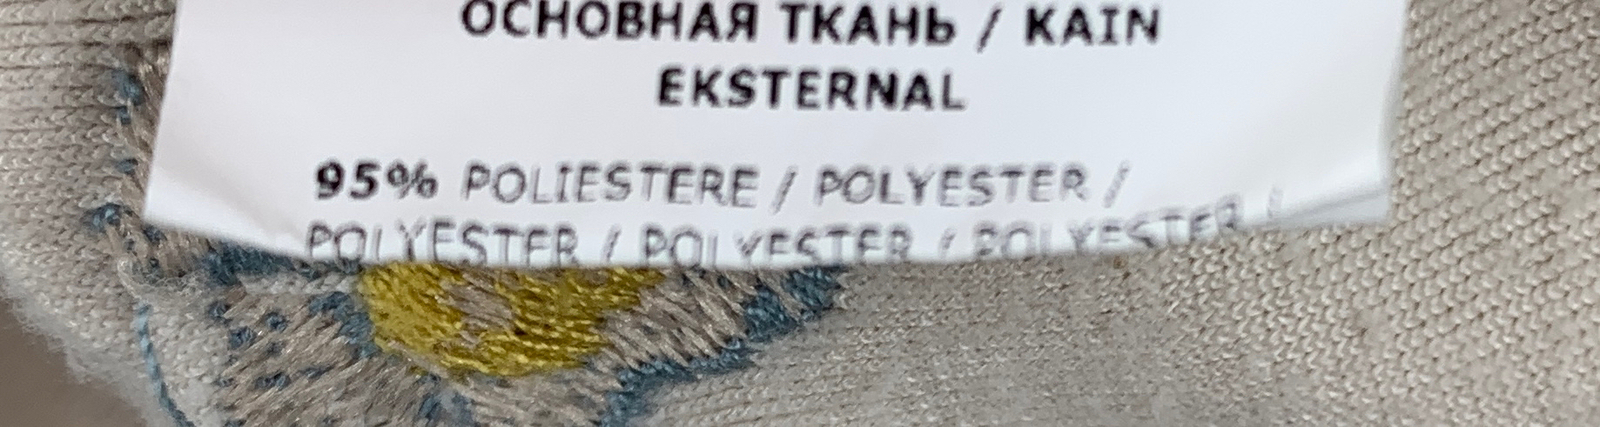 ОСНОВНАЯ ТКАНЬ / KAIN
EKSTERNAL
95% POLIESTERE / POLYESTER /
POLYESTER / POLYESTER / POLYESTER /